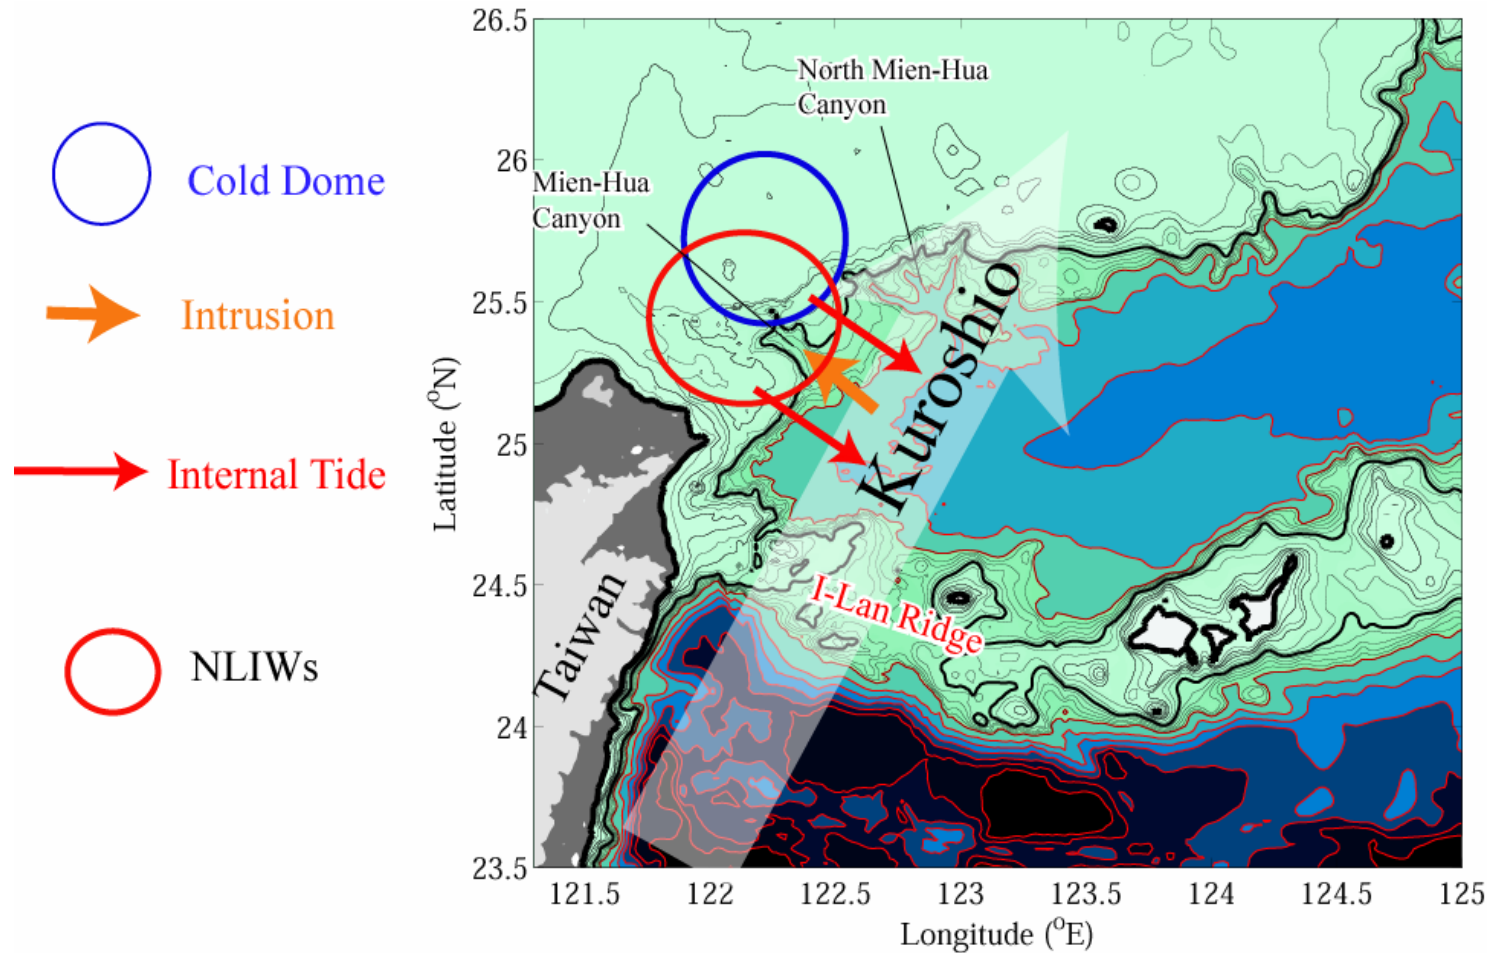 Cold Dome
Intrusion
Internal Tide
NLIWs
26.5
26
25.5
25
24.5
24
23.5
Latitude (°N)
North Mien-Hua
Canyon
Mien-Hua
Canyon
Kuroshio
I-Lan Ridge
Taiwan
121.5 122 122.5 123 123.5 124 124.5 125
Longitude (°E)